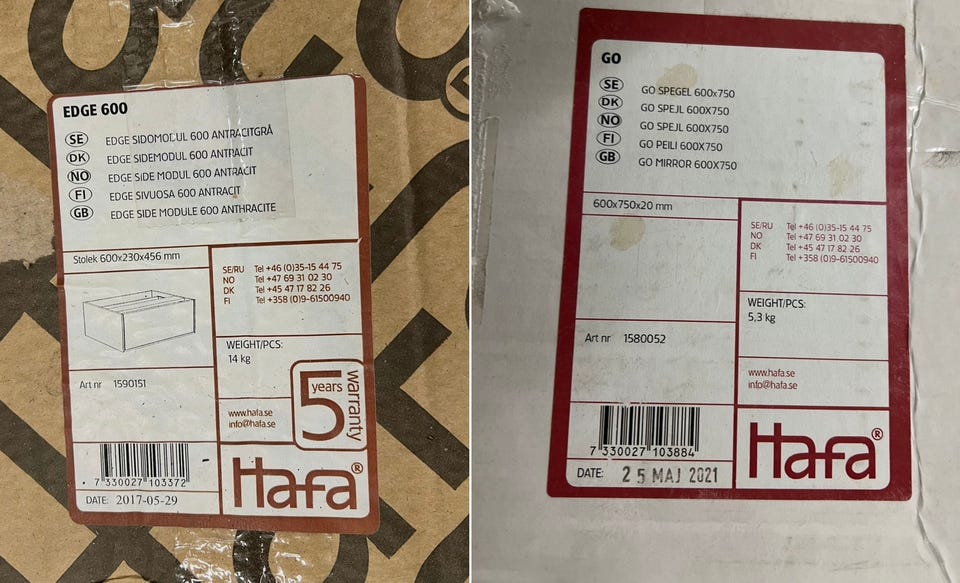 EDGE 600
SE EDGE SIDOMODUL 600 ANTRACITGRÅ
DK EDGE SIDEMODUL 600 ANTRACIT
NO EDGE SIDE MODUL 600 ANTRACIT
FI EDGE SIVUOSA 600 ANTRACIT
GB EDGE SIDE MODULE 600 ANTHRACITE
Stolek 600x230x456 mm
SE/RU Tel +46 (0)35-15 44 75
NO Tel +47 69 31 02 30
DK Tel +45 47 17 82 26
FI Tel +358 (0)9-61500940
WEIGHT/PCS:
14 kg
Art nr 1590151
5 years warranty
www.hafa.se
info@hafa.se
7 330027 103372
DATE: 2017-05-29
Hafa®
GO
SE GO SPEGEL 600x750
DK GO SPEJL 600X750
NO GO SPEJL 600X750
FI GO PEILI 600X750
GB GO MIRROR 600X750
600x750x20 mm
SE/RU Tel +46 (0)35-15 44 75
NO Tel +47 69 31 02 30
DK Tel +45 47 17 82 26
FI Tel +358 (0)9-61500940
WEIGHT/PCS:
5,3 kg
Art nr 1580052
www.hafa.se
info@hafa.se
7 330027 103884
DATE: 25 MAJ 2021
Hafa®